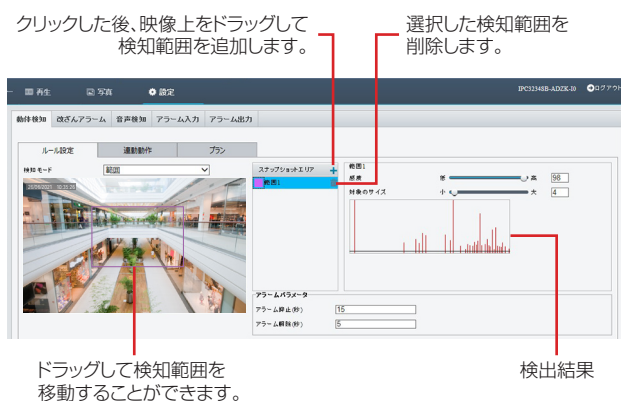 クリックした後、映像上をドラッグして
検知範囲を追加します。
選択した検知範囲を
削除します。
再生
写真
設定
IPC3234SB-ADZK-I0
ログアウト
動体検知
改ざんアラーム
音声検知
アラーム入力
アラーム出力
ルール設定
連動動作
プラン
検知モード
範囲
スナップショットエリア
+
範囲1
範囲1
感度
低
高
98
対象のサイズ
小
大
4
アラームパラメータ
アラーム抑止(秒)
15
アラーム解除(秒)
5
ドラッグして検知範囲を
移動することができます。
検出結果